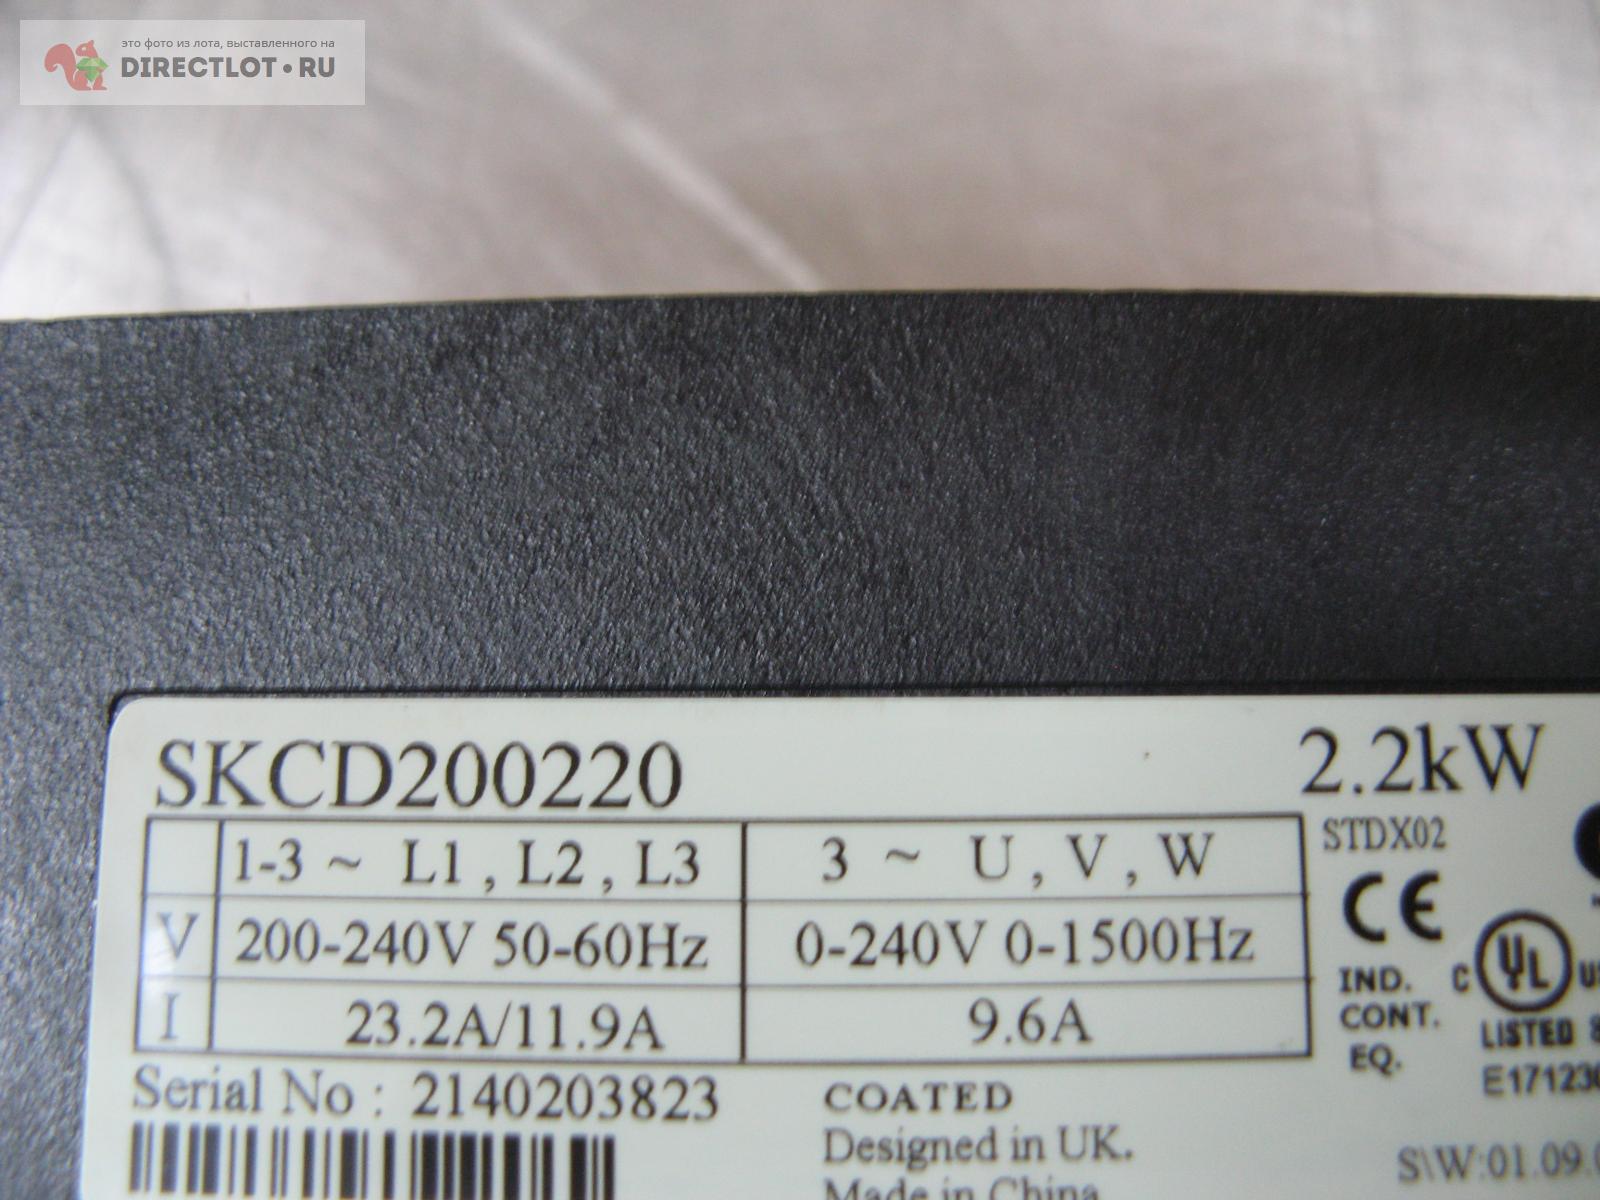 это фото из лота, выставленного на
DIRECTLOT•RU
SKCD200220 2.2kW
1-3 ~ L1 , L2 , L3 3 ~ U , V , W STDX02
V 200-240V 50-60Hz 0-240V 0-1500Hz CE
I 23.2A/11.9A 9.6A
IND.
CONT.
EQ.
C UL US
LISTED
E171230
Serial No : 2140203823 COATED
Designed in UK.
S\W:01.09.
Made in China